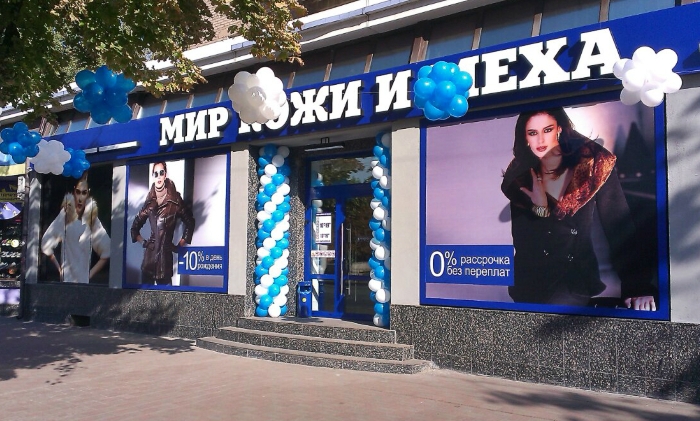 МИР КОЖИ И МЕХА
-10% в день
рождения
0% рассрочка
без переплат